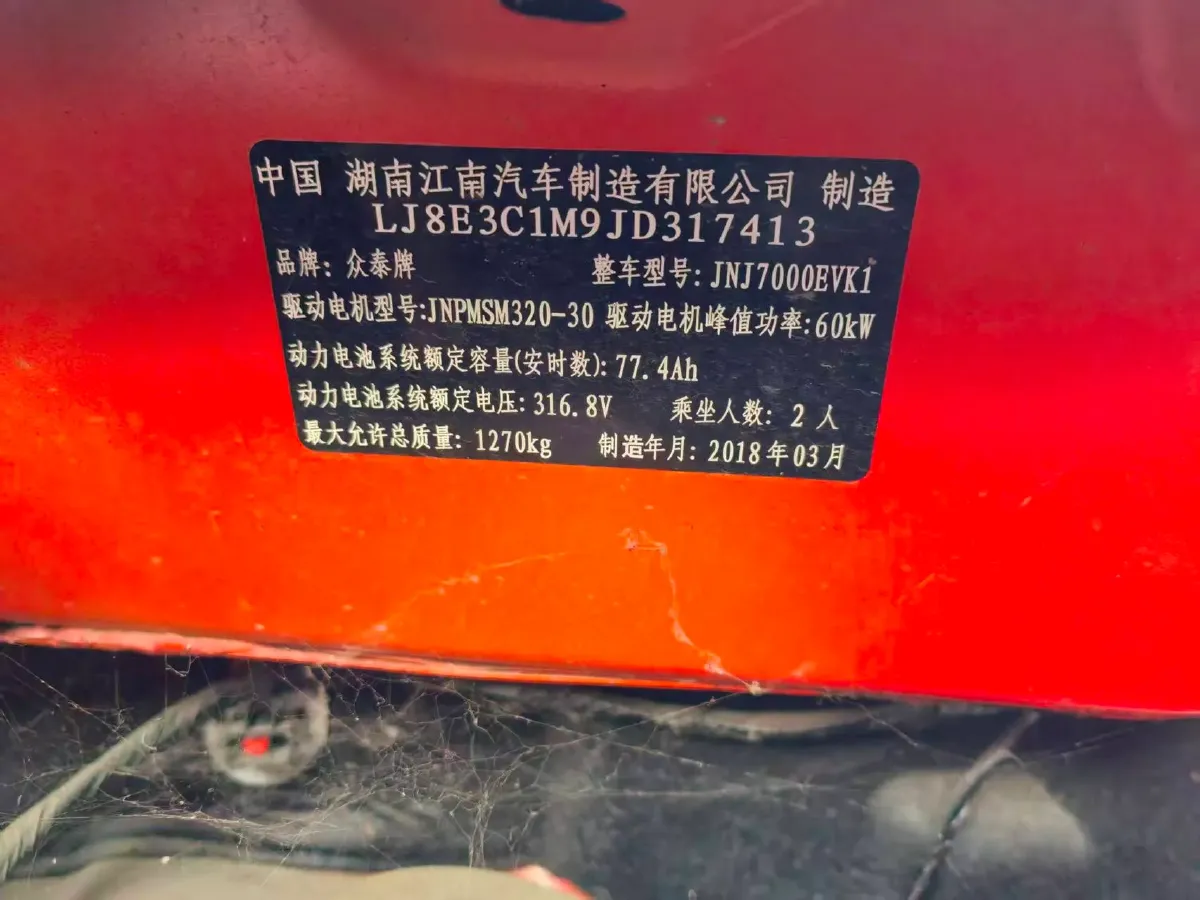 中国 湖南江南汽车制造有限公司 制造
LJ8E3C1M9JD317413
品牌: 众泰牌 整车型号: JNJ7000EVK1
驱动电机型号:JNPMSM320-30 驱动电机峰值功率:60kW
动力电池系统额定容量(安时数): 77.4Ah
动力电池系统额定电压: 316.8V 乘坐人数: 2 人
最大允许总质量: 1270kg 制造年月: 2018年03月